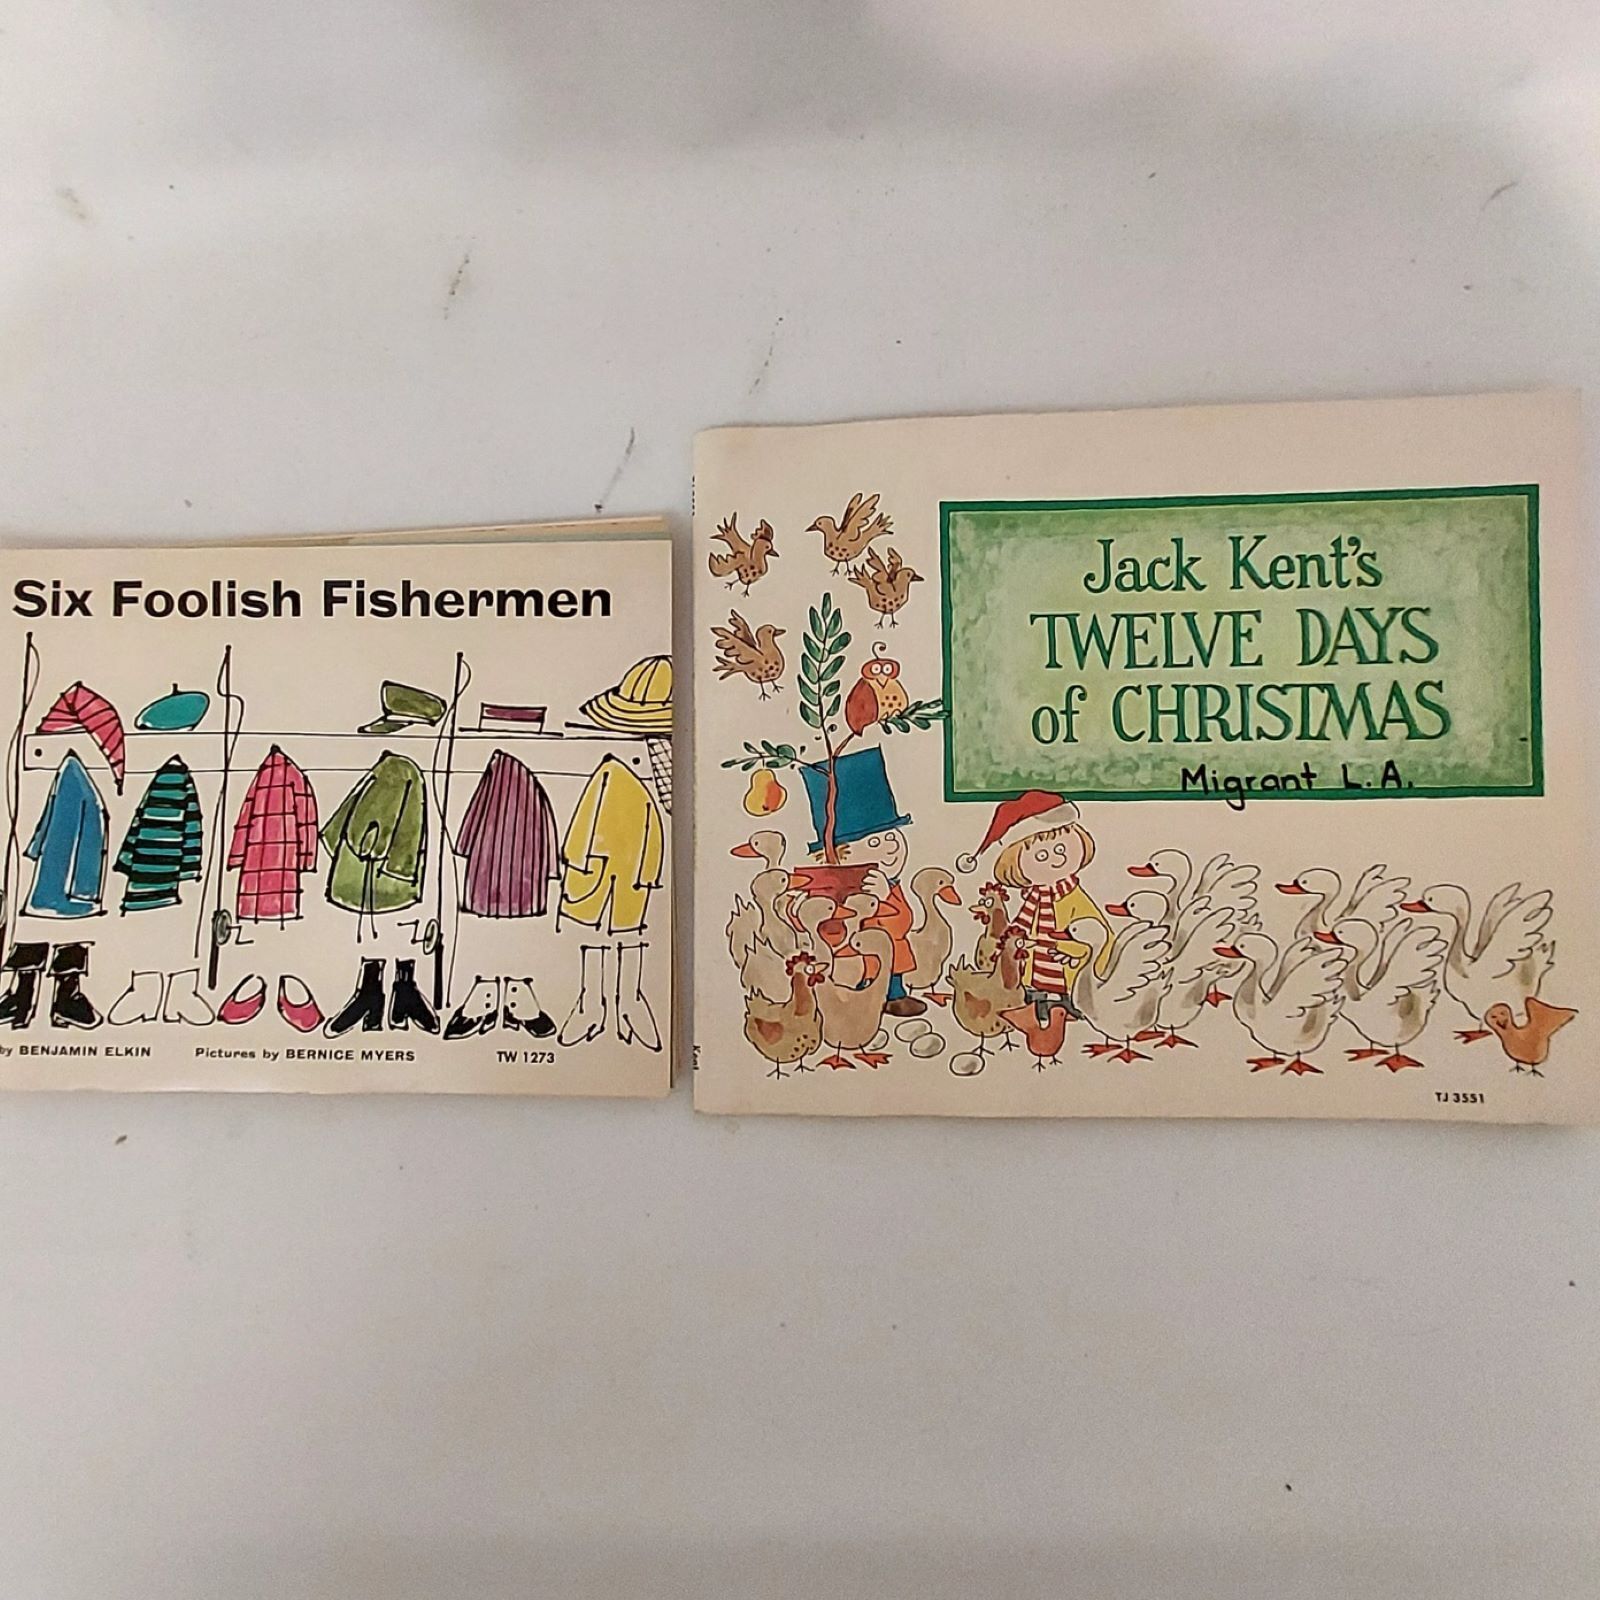 Six Foolish Fishermen
by BENJAMIN ELKIN Pictures by BERNICE MYERS TW 1273
Jack Kent's
TWELVE DAYS
of CHRISTMAS
Migrant L.A.
Kent
TJ 3551